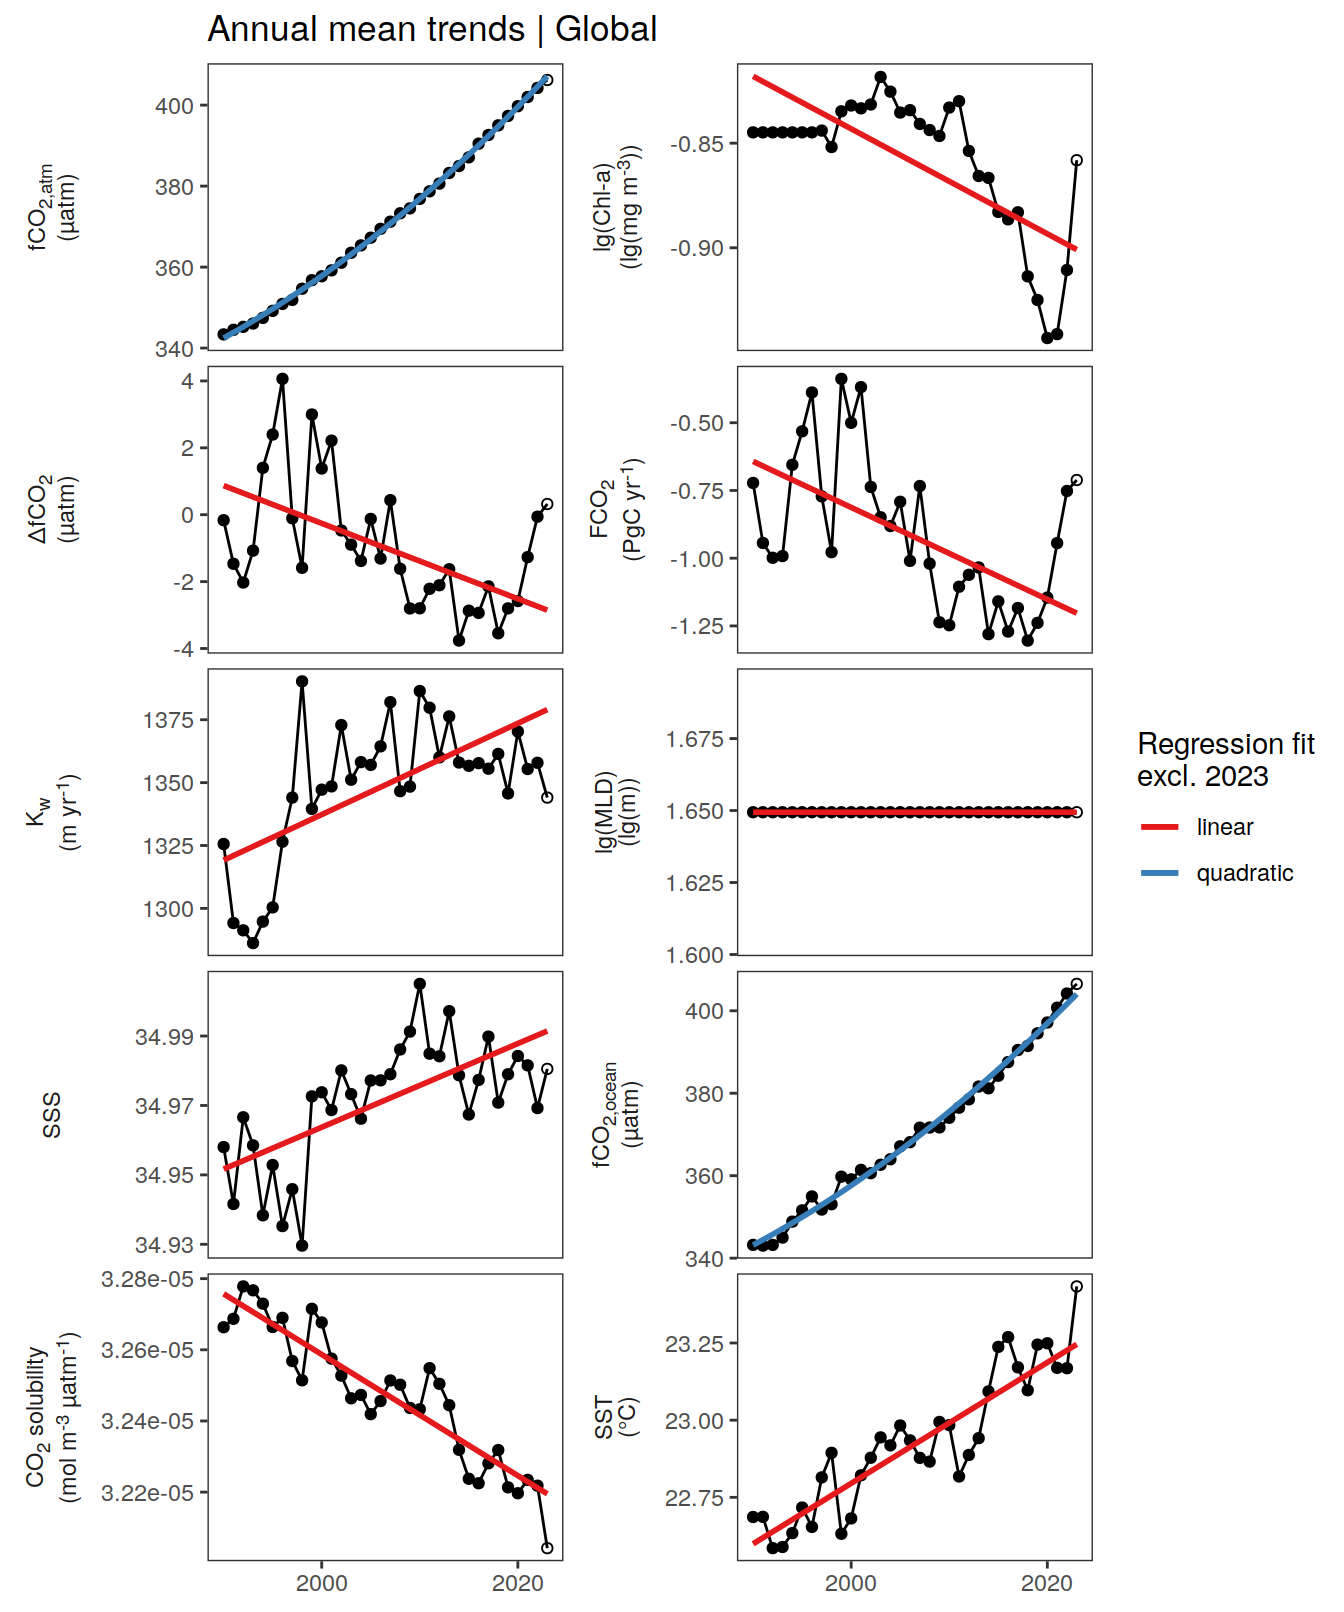 Annual mean trends | Global
fCO2,atm
(µatm)
400
380
360
340
lg(Chl-a)
(lg(mg m-3))
-0.85
-0.90
ΔfCO2
(µatm)
4
2
0
-2
-4
FCO2
(PgC yr-1)
-0.50
-0.75
-1.00
-1.25
Kw
(m yr-1)
1375
1350
1325
1300
lg(MLD)
(lg(m))
1.675
1.650
1.625
1.600
Regression fit
excl. 2023
linear
quadratic
SSS
34.99
34.97
34.95
34.93
fCO2,ocean
(µatm)
400
380
360
340
CO2 solubility
(mol m-3 µatm-1)
3.28e-05
3.26e-05
3.24e-05
3.22e-05
SST
(°C)
23.25
23.00
22.75
2000 2020
2000 2020